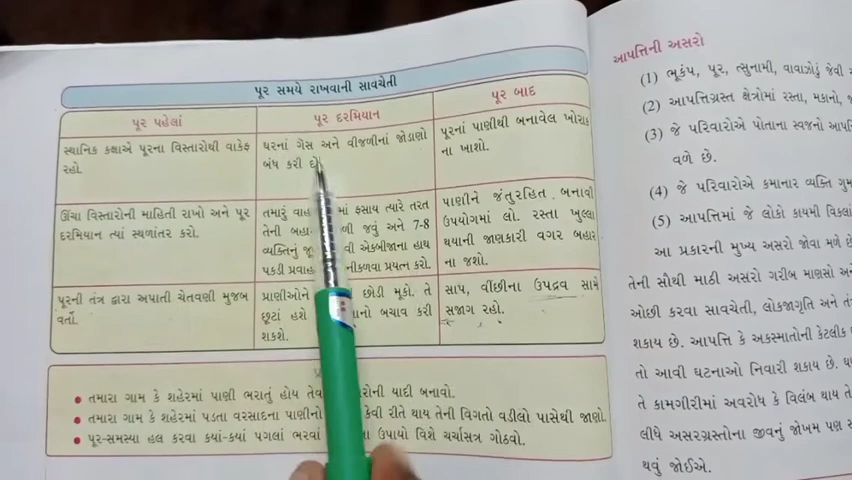 પૂર સમયે રાખવાની સાવચેતી
પૂર પહેલાં
પૂર દરમિયાન
પૂર બાદ
સ્થાનિક કક્ષાએ પૂરના વિસ્તારોથી વાકેફ
રહો.
ઘરનાં ગૅસ અને વીજળીનાં જોડાણો
બંધ કરી દો.
પૂરનાં પાણીથી બનાવેલ ખોરાક
ના ખાશો.
ઊંચા વિસ્તારોની માહિતી રાખો અને પૂર
દરમિયાન ત્યાં સ્થળાંતર કરો.
તમારું ફસાય ત્યારે તરત
તેની જવું અને 7-8
વ્યક્તિનું એકબીજાના હાથ
પકડી નીકળવા પ્રયત્ન કરો.
પાણીને જંતુરહિત બનાવી
ઉપયોગમાં લો. રસ્તા ખુલ્લા
થયાની જાણકારી વગર બહાર
ના જશો.
પૂરની તંત્ર દ્વારા અપાતી ચેતવણી મુજબ
વર્તો.
પ્રાણીઓને છોડી મૂકો. તે
છૂટાં હશે બચાવ કરી
શકશે.
સાપ, વીંછીના ઉપદ્રવ સામે
સજાગ રહો.
• તમારા ગામ કે શહેરમાં પાણી ભરાતું હોય યાદી બનાવો.
• તમારા ગામ કે શહેરમાં પડતા વરસાદના પાણીનો કેવી રીતે થાય તેની વિગતો વડીલો પાસેથી જાણો.
• પૂર-સમસ્યા હલ કરવા ક્યાં-ક્યાં પગલાં ભરવાં ઉપાયો વિશે ચર્ચાસત્ર ગોઠવો.
આપત્તિની અસરો
(1) ભૂકંપ, પૂર, ત્સુનામી, વાવાઝોડું જેવી
(2) આપત્તિગ્રસ્ત ક્ષેત્રોમાં રસ્તા, મકાનો,
(3) જે પરિવારોએ પોતાના સ્વજનો
વળે છે.
(4) જે પરિવારોએ કમાનાર વ્યક્તિ
(5) આપત્તિમાં જે લોકો કાયમી
આ પ્રકારની મુખ્ય અસરો જોવા મળે છે
તેની સૌથી માઠી અસરો ગરીબ માણસો
ઓછી કરવા સાવચેતી, લોકજાગૃતિ અને
શકાય છે. આપત્તિ કે અકસ્માતોની કેટલીક
તો આવી ઘટનાઓ નિવારી શકાય છે.
તે કામગીરીમાં અવરોધ કે વિલંબ થાય
લીધે અસરગ્રસ્તોના જીવનું જોખમ પણ
થવું જોઈએ.